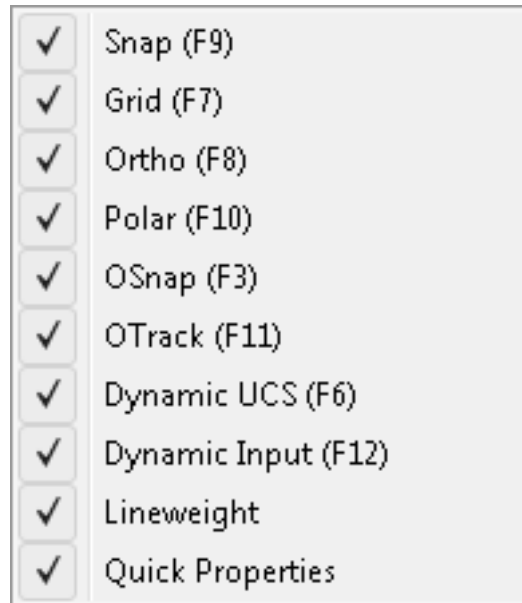 Snap (F9)
Grid (F7)
Ortho (F8)
Polar (F10)
OSnap (F3)
OTrack (F11)
Dynamic UCS (F6)
Dynamic Input (F12)
Lineweight
Quick Properties